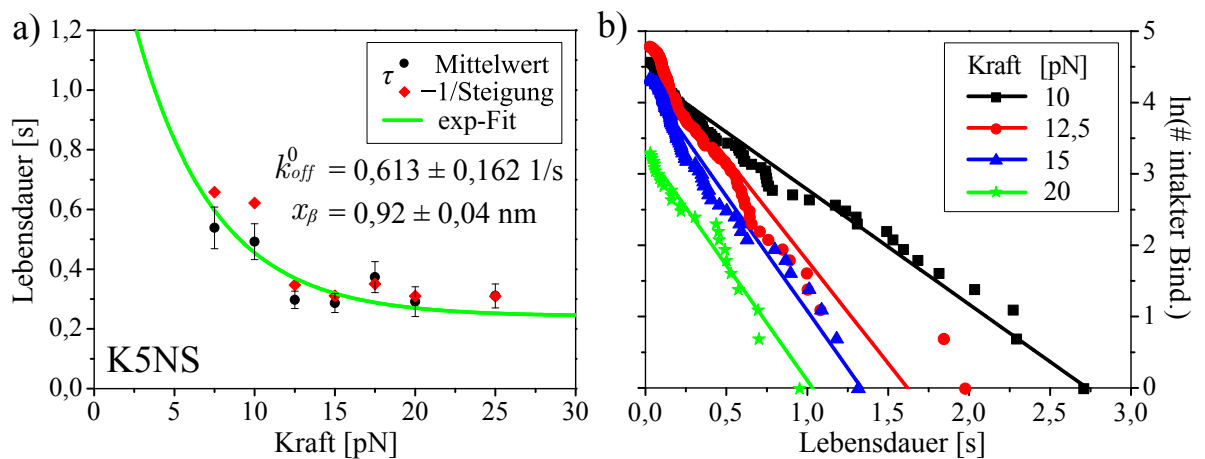 a)
1,2
1,0
0,8
0,6
0,4
0,2
0,0
Lebensdauer [s]
τ
Mittelwert
−1/Steigung
exp-Fit
k⁰off = 0,613 ± 0,162 1/s
xβ = 0,92 ± 0,04 nm
K5NS
0 5 10 15 20 25 30
Kraft [pN]
b)
Kraft [pN]
10
12,5
15
20
5
4
3
2
1
0
ln(# intakter Bind.)
0,0 0,5 1,0 1,5 2,0 2,5 3,0
Lebensdauer [s]